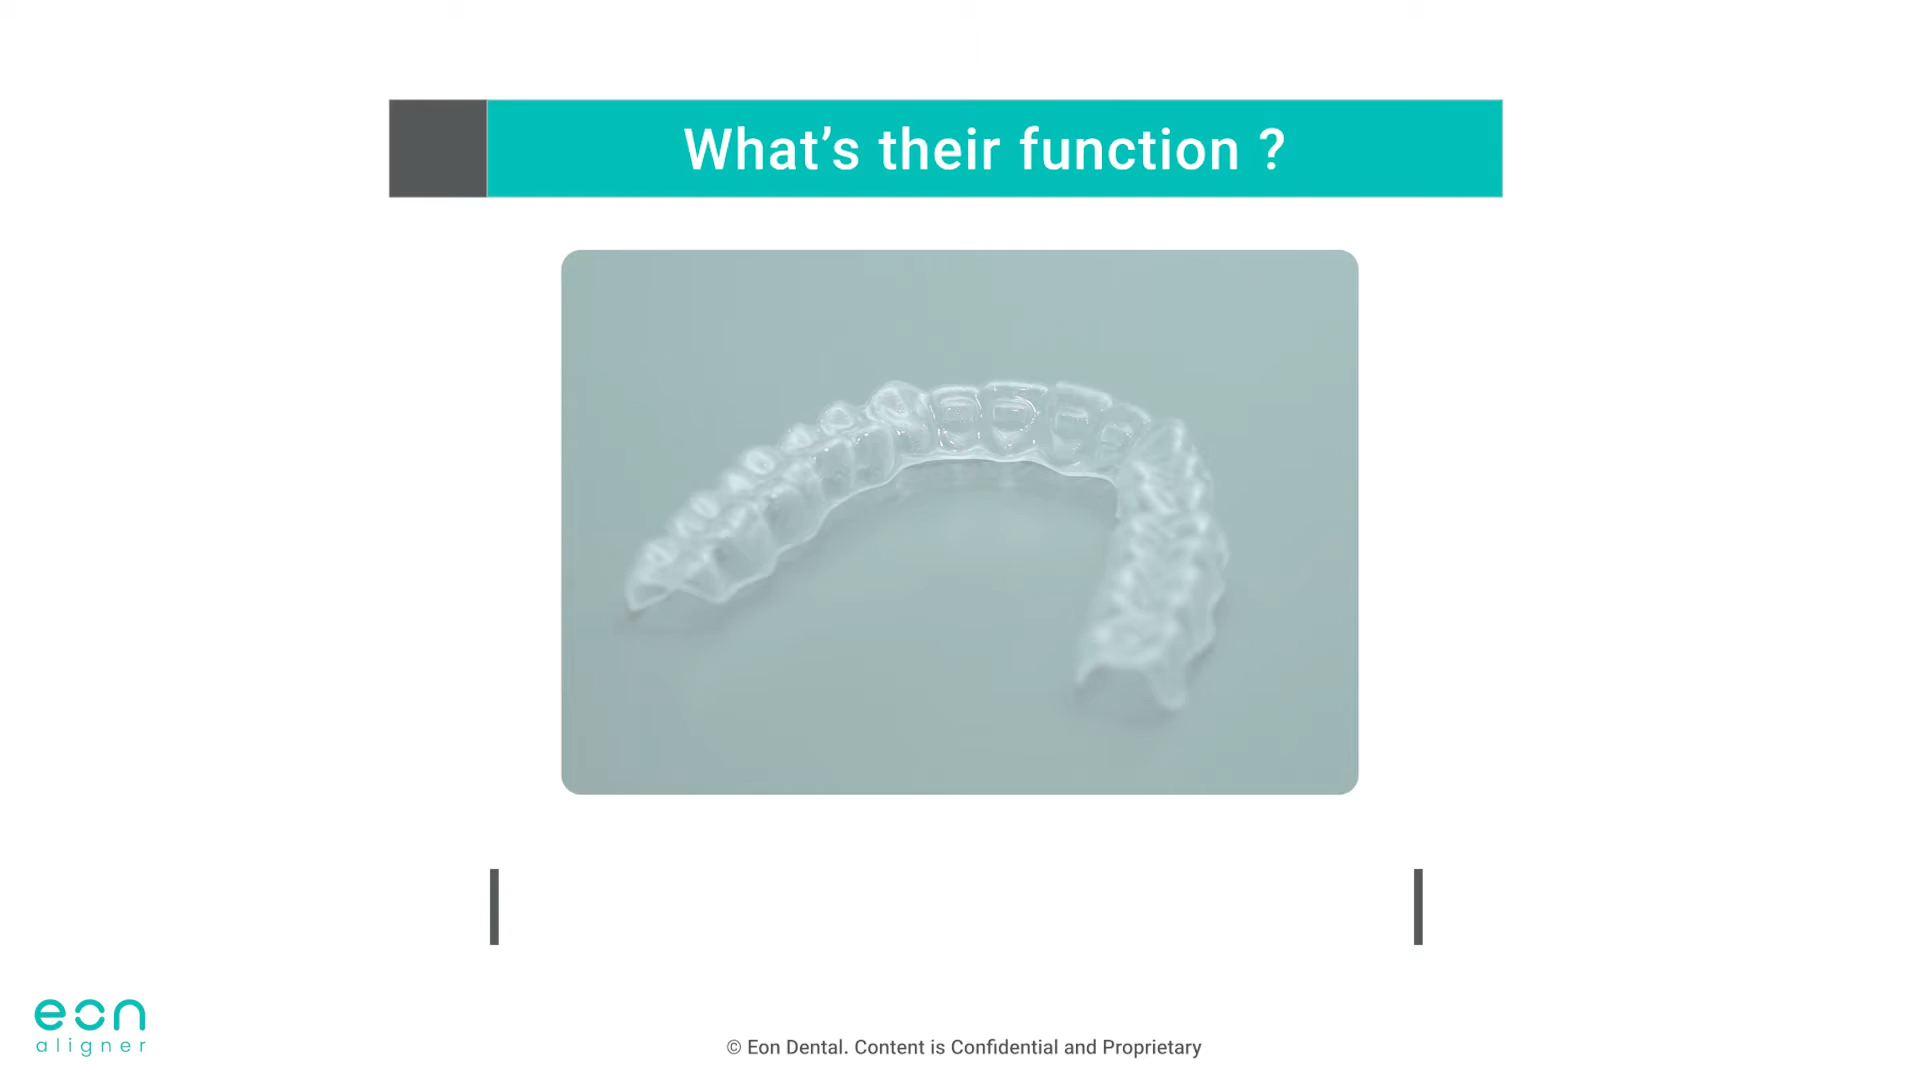 What’s their function ?
eon
aligner
© Eon Dental. Content is Confidential and Proprietary